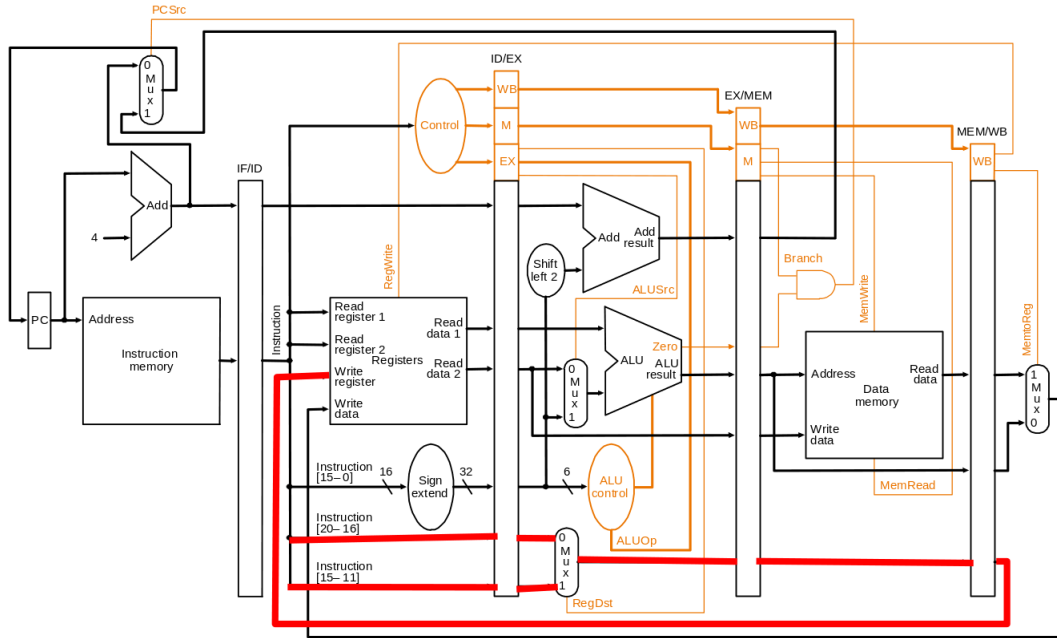 PCSrc
ID/EX
0
M
u
x
1
WB
EX/MEM
Control
M
WB
MEM/WB
EX
M
WB
IF/ID
Add
4
Add
Add
result
RegWrite
Shift
left 2
Branch
ALUSrc
MemWrite
PC
Address
Instruction
memory
Instruction
Read
register 1
Read
register 2
Registers
Write
register
Write
data
Read
data 1
Read
data 2
0
M
u
x
1
ALU
Zero
ALU
result
MemtoReg
Address
Read
data
Data
memory
Write
data
1
M
u
x
0
Instruction
[15– 0]
16
Sign
extend
32
6
ALU
control
MemRead
Instruction
[20– 16]
ALUOp
0
M
u
x
1
Instruction
[15– 11]
RegDst